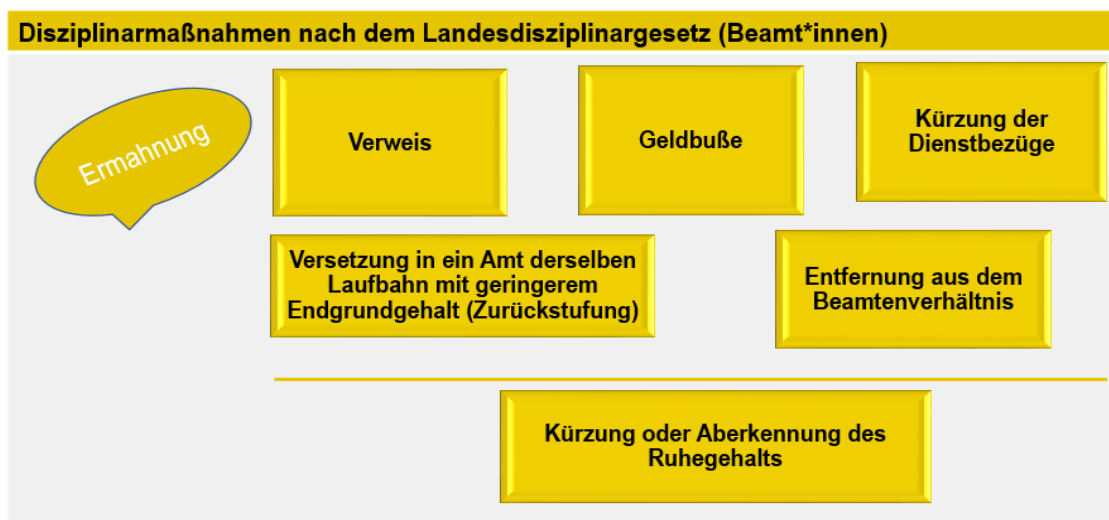 Disziplinarmaßnahmen nach dem Landesdisziplinargesetz (Beamt*innen)
Ermahnung
Verweis
Geldbuße
Kürzung der
Dienstbezüge
Versetzung in ein Amt derselben
Laufbahn mit geringerem
Endgrundgehalt (Zurückstufung)
Entfernung aus dem
Beamtenverhältnis
Kürzung oder Aberkennung des
Ruhegehalts